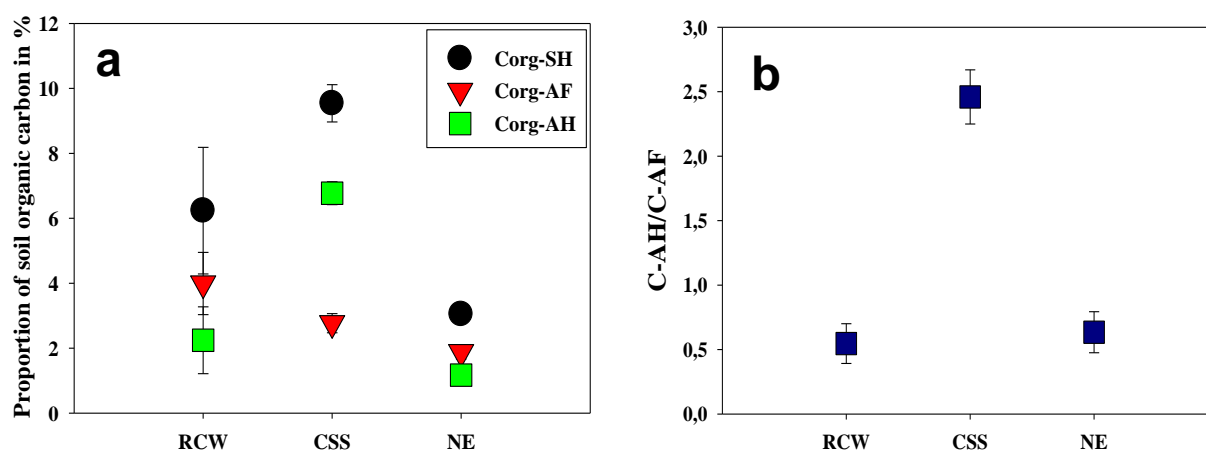 Proportion of soil organic carbon in %
12
10
8
6
4
2
0
a
Corg-SH
Corg-AF
Corg-AH
RCW CSS NE
C-AH/C-AF
3,0
2,5
2,0
1,5
1,0
0,5
0,0
b
RCW CSS NE